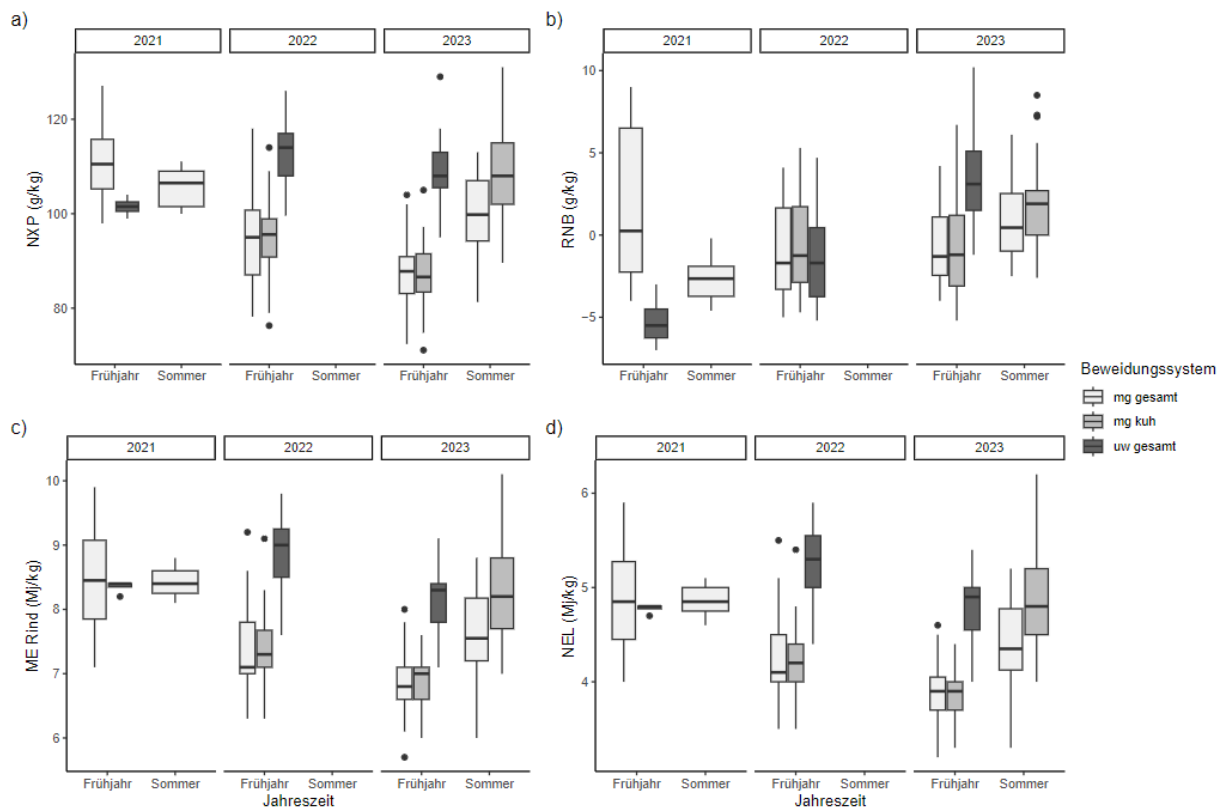 a)
2021
2022
2023
NXP (g/kg)
120
100
80
Frühjahr
Sommer
Frühjahr
Sommer
Frühjahr
Sommer
b)
2021
2022
2023
RNB (g/kg)
10
5
0
−5
Frühjahr
Sommer
Frühjahr
Sommer
Frühjahr
Sommer
Beweidungssystem
mg gesamt
mg kuh
uw gesamt
c)
2021
2022
2023
ME Rind (Mj/kg)
10
9
8
7
6
Frühjahr
Sommer
Frühjahr
Sommer
Frühjahr
Sommer
Jahreszeit
d)
2021
2022
2023
NEL (Mj/kg)
6
5
4
Frühjahr
Sommer
Frühjahr
Sommer
Frühjahr
Sommer
Jahreszeit